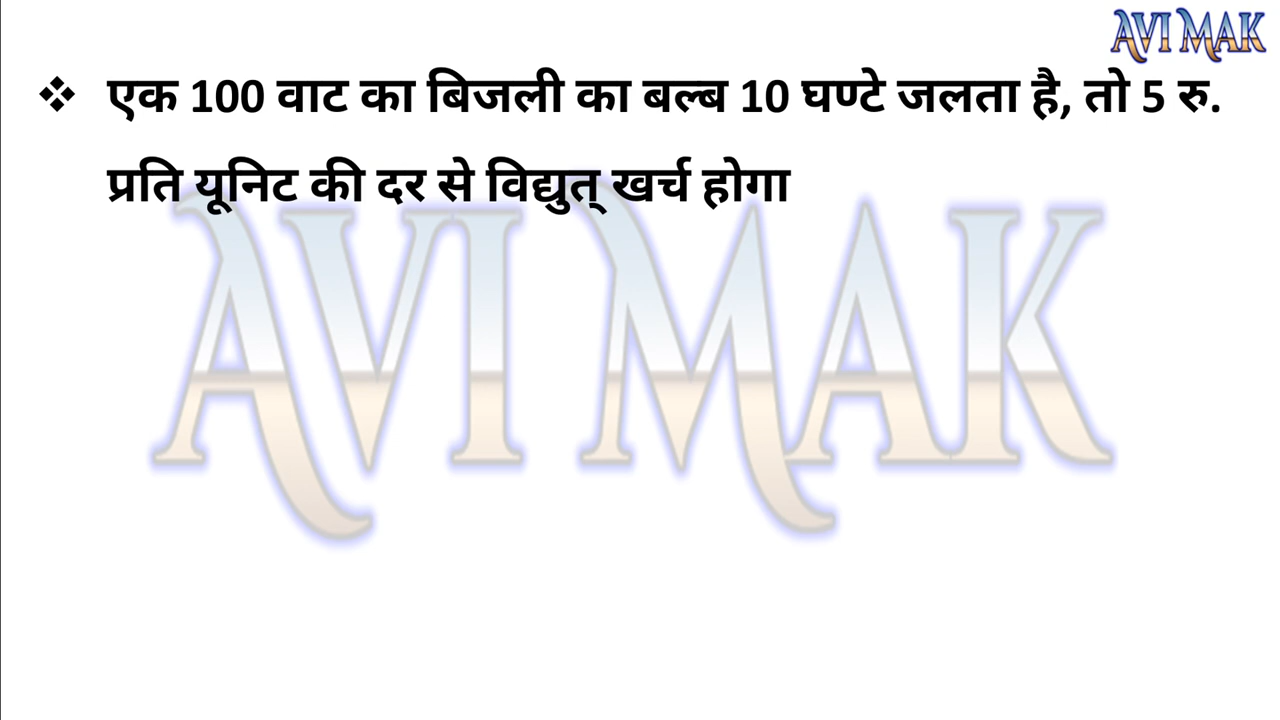 AVI MAK
❖ एक 100 वाट का बिजली का बल्ब 10 घण्टे जलता है, तो 5 रु.
प्रति यूनिट की दर से विद्युत् खर्च होगा
AVI MAK